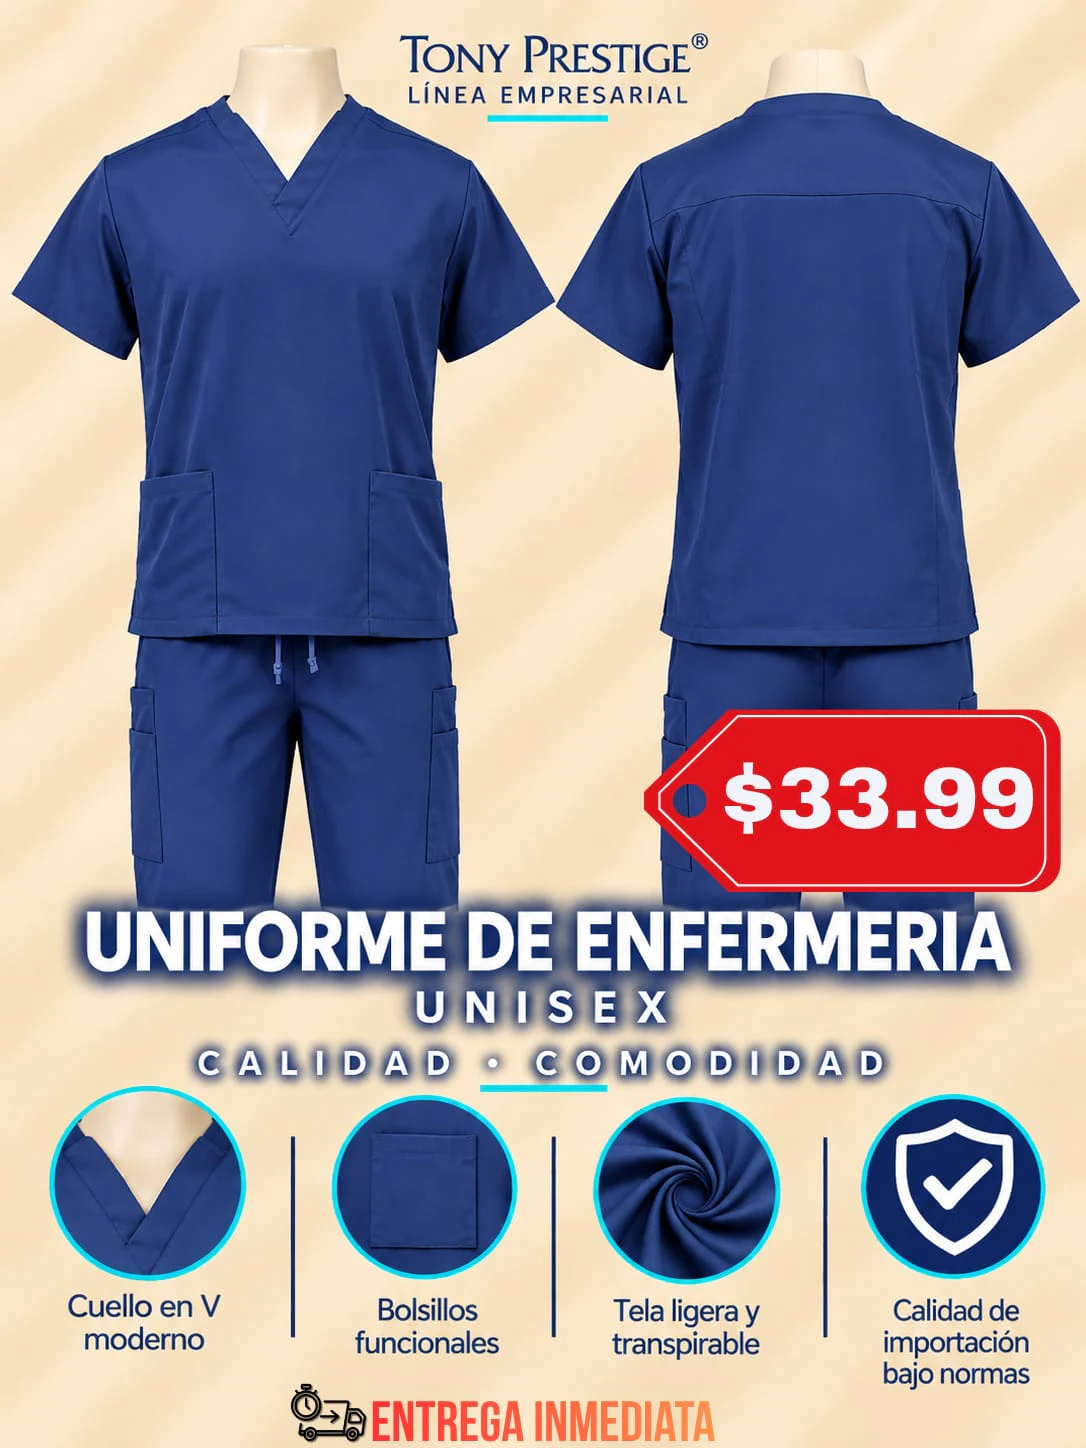 TONY PRESTIGE®
LÍNEA EMPRESARIAL
$33.99
UNIFORME DE ENFERMERIA
UNISEX
CALIDAD • COMODIDAD
Cuello en V
moderno
Bolsillos
funcionales
Tela ligera y
transpirable
Calidad de
importación
bajo normas
ENTREGA INMEDIATA